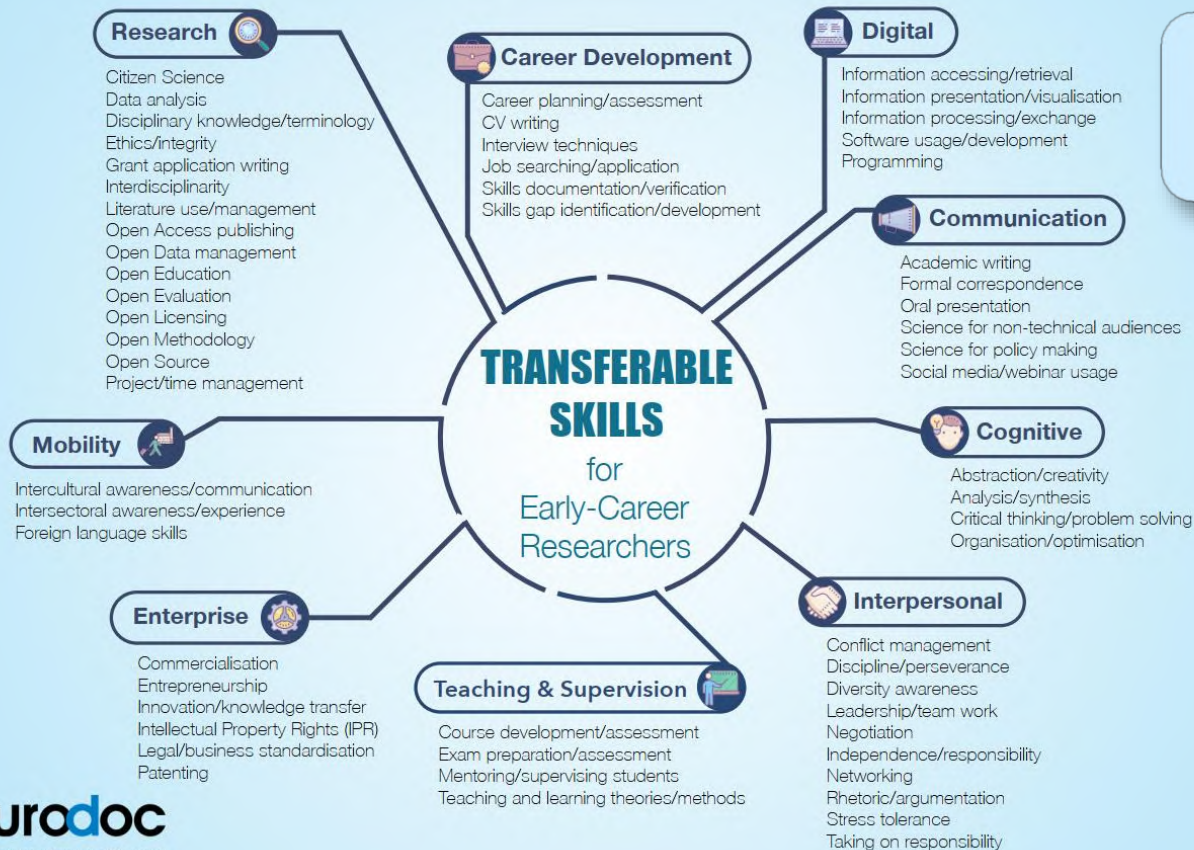 Research
Citizen Science
Data analysis
Disciplinary knowledge/terminology
Ethics/integrity
Grant application writing
Interdisciplinarity
Literature use/management
Open Access publishing
Open Data management
Open Education
Open Evaluation
Open Licensing
Open Methodology
Open Source
Project/time management
Career Development
Career planning/assessment
CV writing
Interview techniques
Job searching/application
Skills documentation/verification
Skills gap identification/development
Digital
Information accessing/retrieval
Information presentation/visualisation
Information processing/exchange
Software usage/development
Programming
Communication
Academic writing
Formal correspondence
Oral presentation
Science for non-technical audiences
Science for policy making
Social media/webinar usage
TRANSFERABLE
SKILLS
for
Early-Career
Researchers
Mobility
Intercultural awareness/communication
Intersectoral awareness/experience
Foreign language skills
Cognitive
Abstraction/creativity
Analysis/synthesis
Critical thinking/problem solving
Organisation/optimisation
Enterprise
Commercialisation
Entrepreneurship
Innovation/knowledge transfer
Intellectual Property Rights (IPR)
Legal/business standardisation
Patenting
Teaching & Supervision
Course development/assessment
Exam preparation/assessment
Mentoring/supervising students
Teaching and learning theories/methods
Interpersonal
Conflict management
Discipline/perseverance
Diversity awareness
Leadership/team work
Negotiation
Independence/responsibility
Networking
Rhetoric/argumentation
Stress tolerance
Taking on responsibility
urodoc